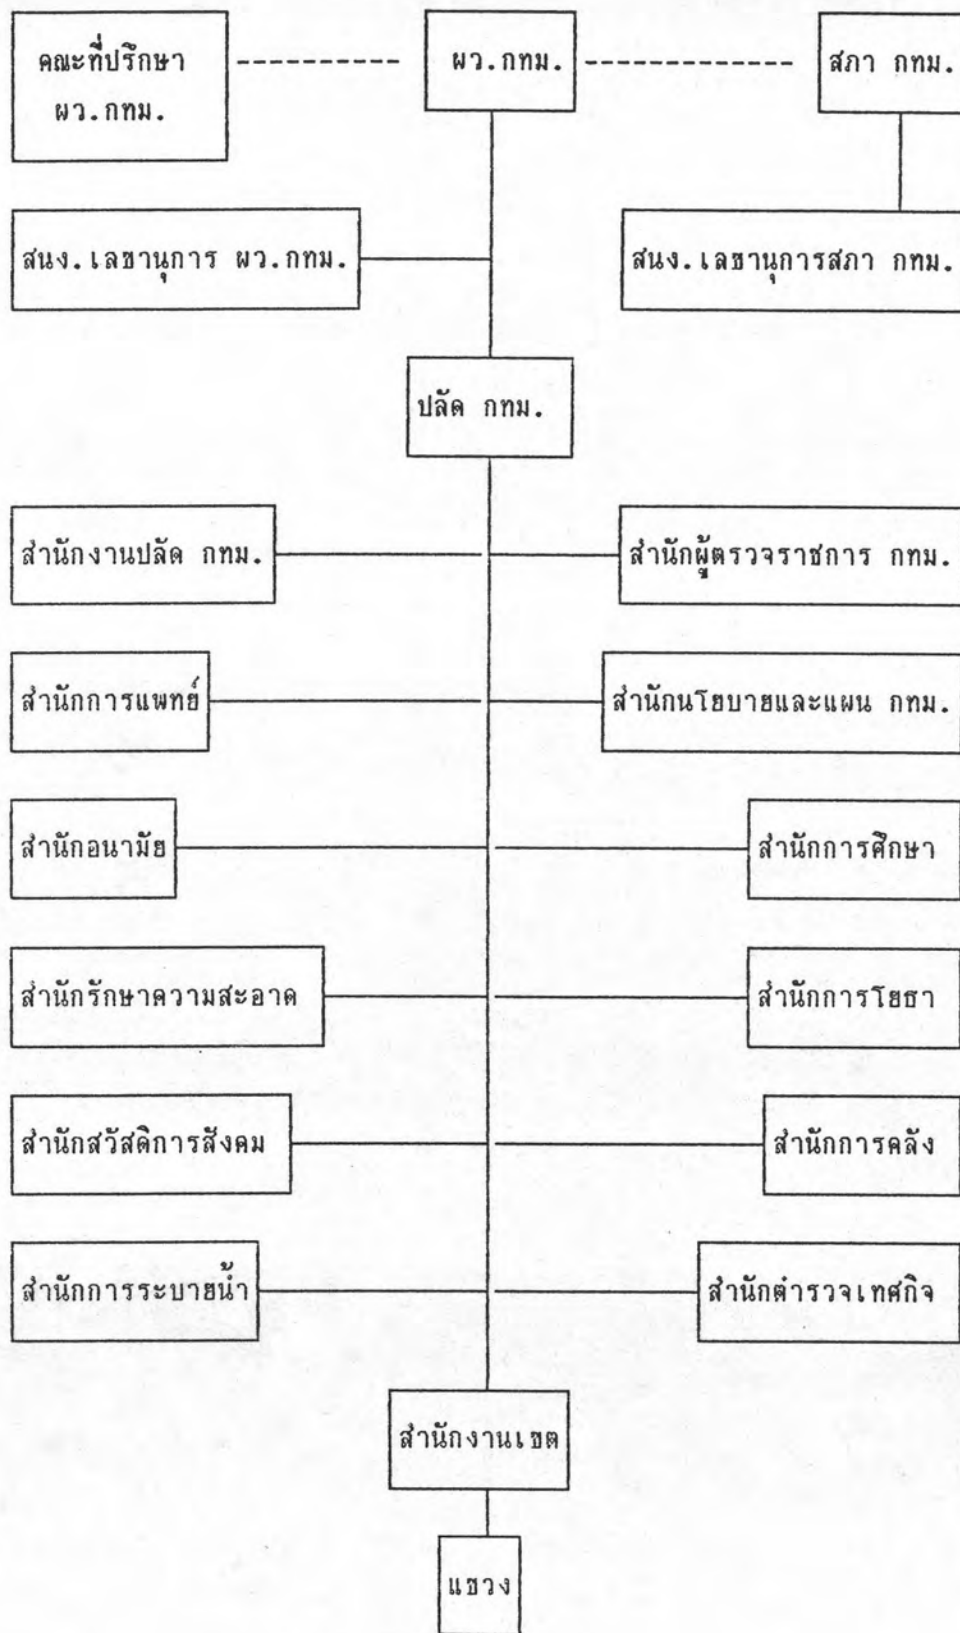 คณะที่ปรึกษา
ผว.กทม.
ผว.กทม.
สภา กทม.
สนง.เลขานุการ ผว.กทม.
สนง.เลขานุการสภา กทม.
ปลัด กทม.
สำนักงานปลัด กทม.
สำนักผู้ตรวจราชการ กทม.
สำนักการแพทย์
สำนักนโยบายและแผน กทม.
สำนักอนามัย
สำนักการศึกษา
สำนักรักษาความสะอาด
สำนักการโยธา
สำนักสวัสดิการสังคม
สำนักการคลัง
สำนักการระบายน้ำ
สำนักตำรวจเทศกิจ
สำนักงานเขต
แขวง